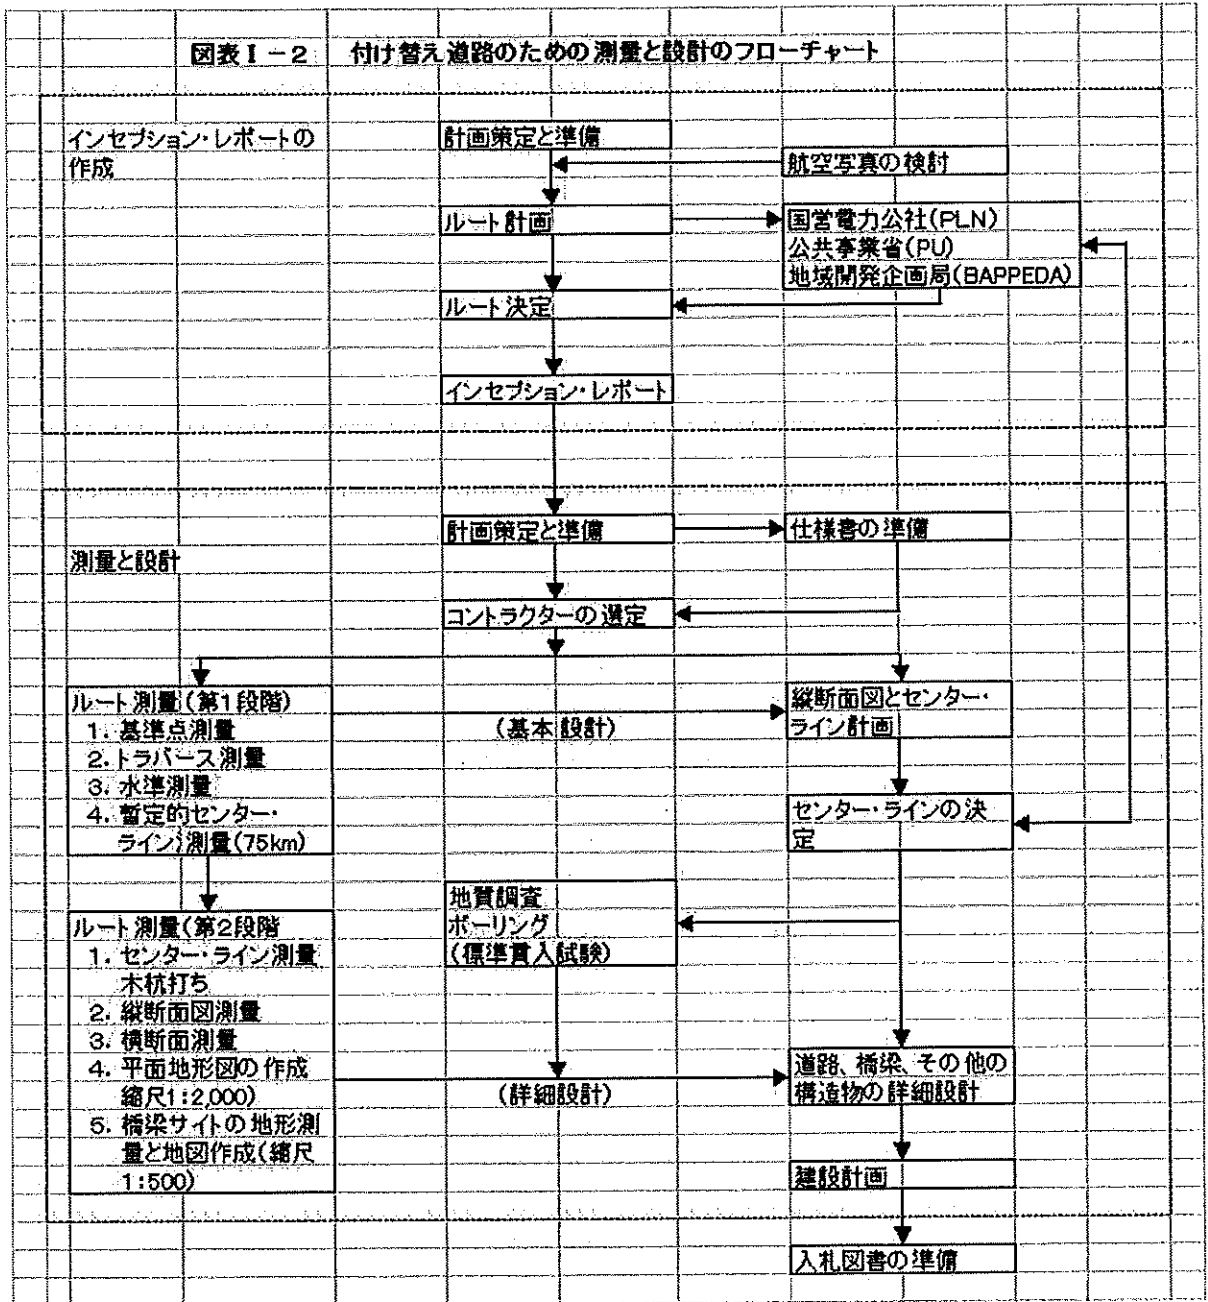 図表Ⅰ－2 付け替え道路のための測量と設計のフローチャート
インセプション・レポートの
作成
計画策定と準備
航空写真の検討
ルート計画
国営電力公社(PLN)
公共事業省(PU)
地域開発企画局(BAPPEDA)
ルート決定
インセプション・レポート
計画策定と準備
仕様書の準備
測量と設計
コントラクターの選定
ルート測量(第1段階)
1. 基準点測量
2. トラバース測量
3. 水準測量
4. 暫定的センター・
ライン測量(75km)
(基本設計)
縦断面図とセンター・
ライン計画
センター・ラインの決
定
地質調査
ボーリング
(標準貫入試験)
ルート測量(第2段階
1. センター・ライン測量
木杭打ち
2. 縦断面図測量
3. 横断面測量
4. 平面地形図の作成
縮尺1:2,000)
5. 橋梁サイトの地形測
量と地図作成(縮尺
1:500)
(詳細設計)
道路、橋梁、その他の
構造物の詳細設計
建設計画
入札図書の準備